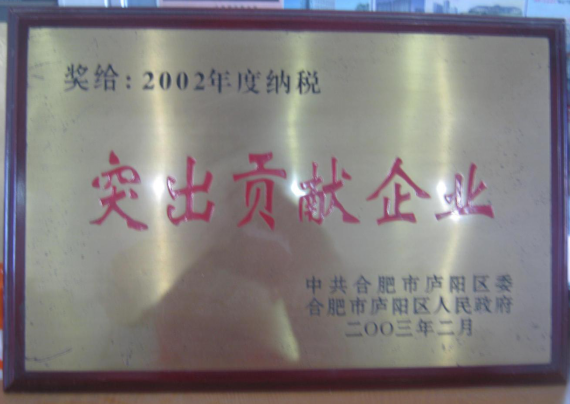 奖给：2002年度纳税
突出贡献企业
中共合肥市庐阳区委
合肥市庐阳区人民政府
二〇〇三年二月